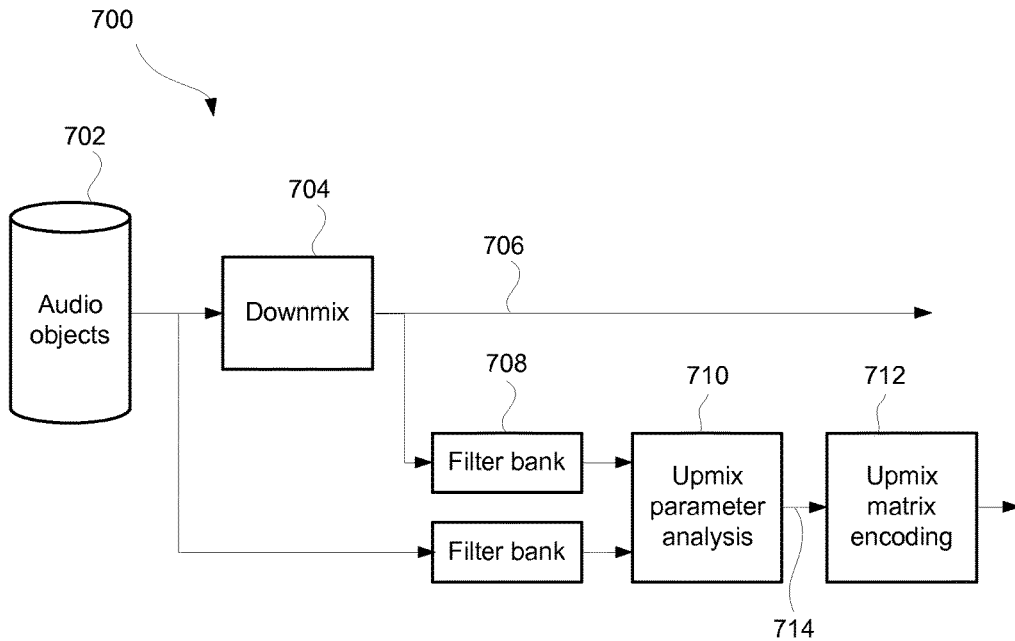 700
702
704
706
Audio
objects
Downmix
708
710
712
Filter bank
Upmix
parameter
analysis
Upmix
matrix
encoding
Filter bank
714